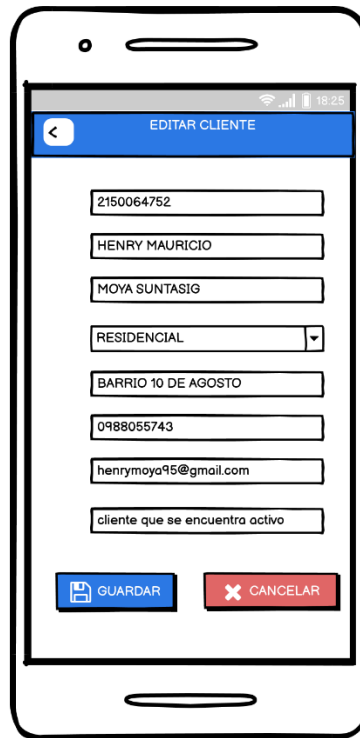 18:25
EDITAR CLIENTE
2150064752
HENRY MAURICIO
MOYA SUNTASIG
RESIDENCIAL
BARRIO 10 DE AGOSTO
0988055743
henrymoya95@gmail.com
cliente que se encuentra activo
GUARDAR
CANCELAR